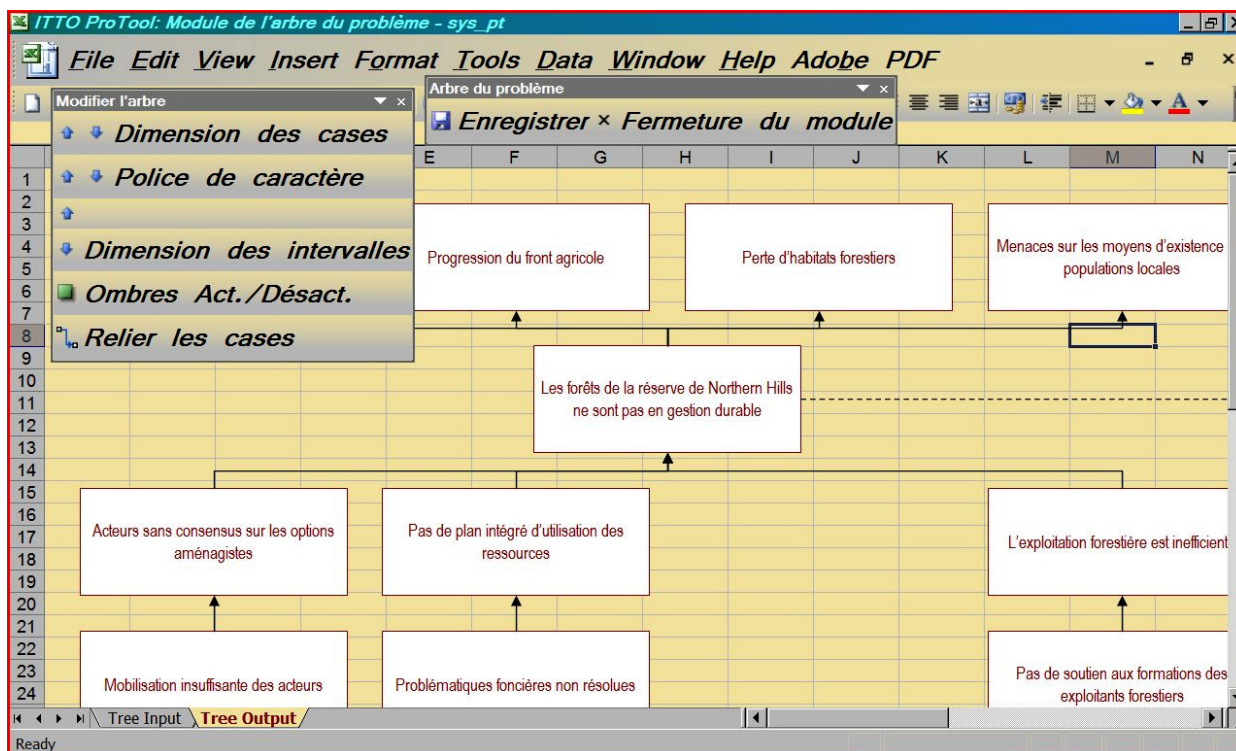 ITTO ProTool: Module de l'arbre du problème - sys_pt
File Edit View Insert Format Tools Data Window Help Adobe PDF
Modifier l'arbre
Dimension des cases
Police de caractère
Dimension des intervalles
Ombres Act./Désact.
Relier les cases
Arbre du problème
Enregistrer × Fermeture du module
E F G H I J K L M N
1
2
3
4
5
6
7
8
9
10
11
12
13
14
15
16
17
18
19
20
21
22
23
24
Progression du front agricole
Perte d'habitats forestiers
Menaces sur les moyens d'existence
populations locales
Les forêts de la réserve de Northern Hills
ne sont pas en gestion durable
Acteurs sans consensus sur les options
aménagistes
Pas de plan intégré d'utilisation des
ressources
L'exploitation forestière est inefficient
Mobilisation insuffisante des acteurs
Problématiques foncières non résolues
Pas de soutien aux formations des
exploitants forestiers
Tree Input Tree Output
Ready